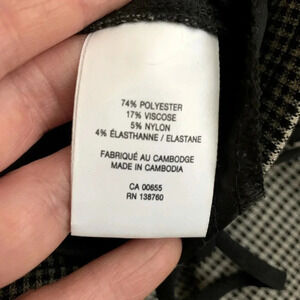 74% POLYESTER
17% VISCOSE
5% NYLON
4% ÉLASTHANNE / ELASTANE
FABRIQUÉ AU CAMBODGE
MADE IN CAMBODIA
CA 00655
RN 138760